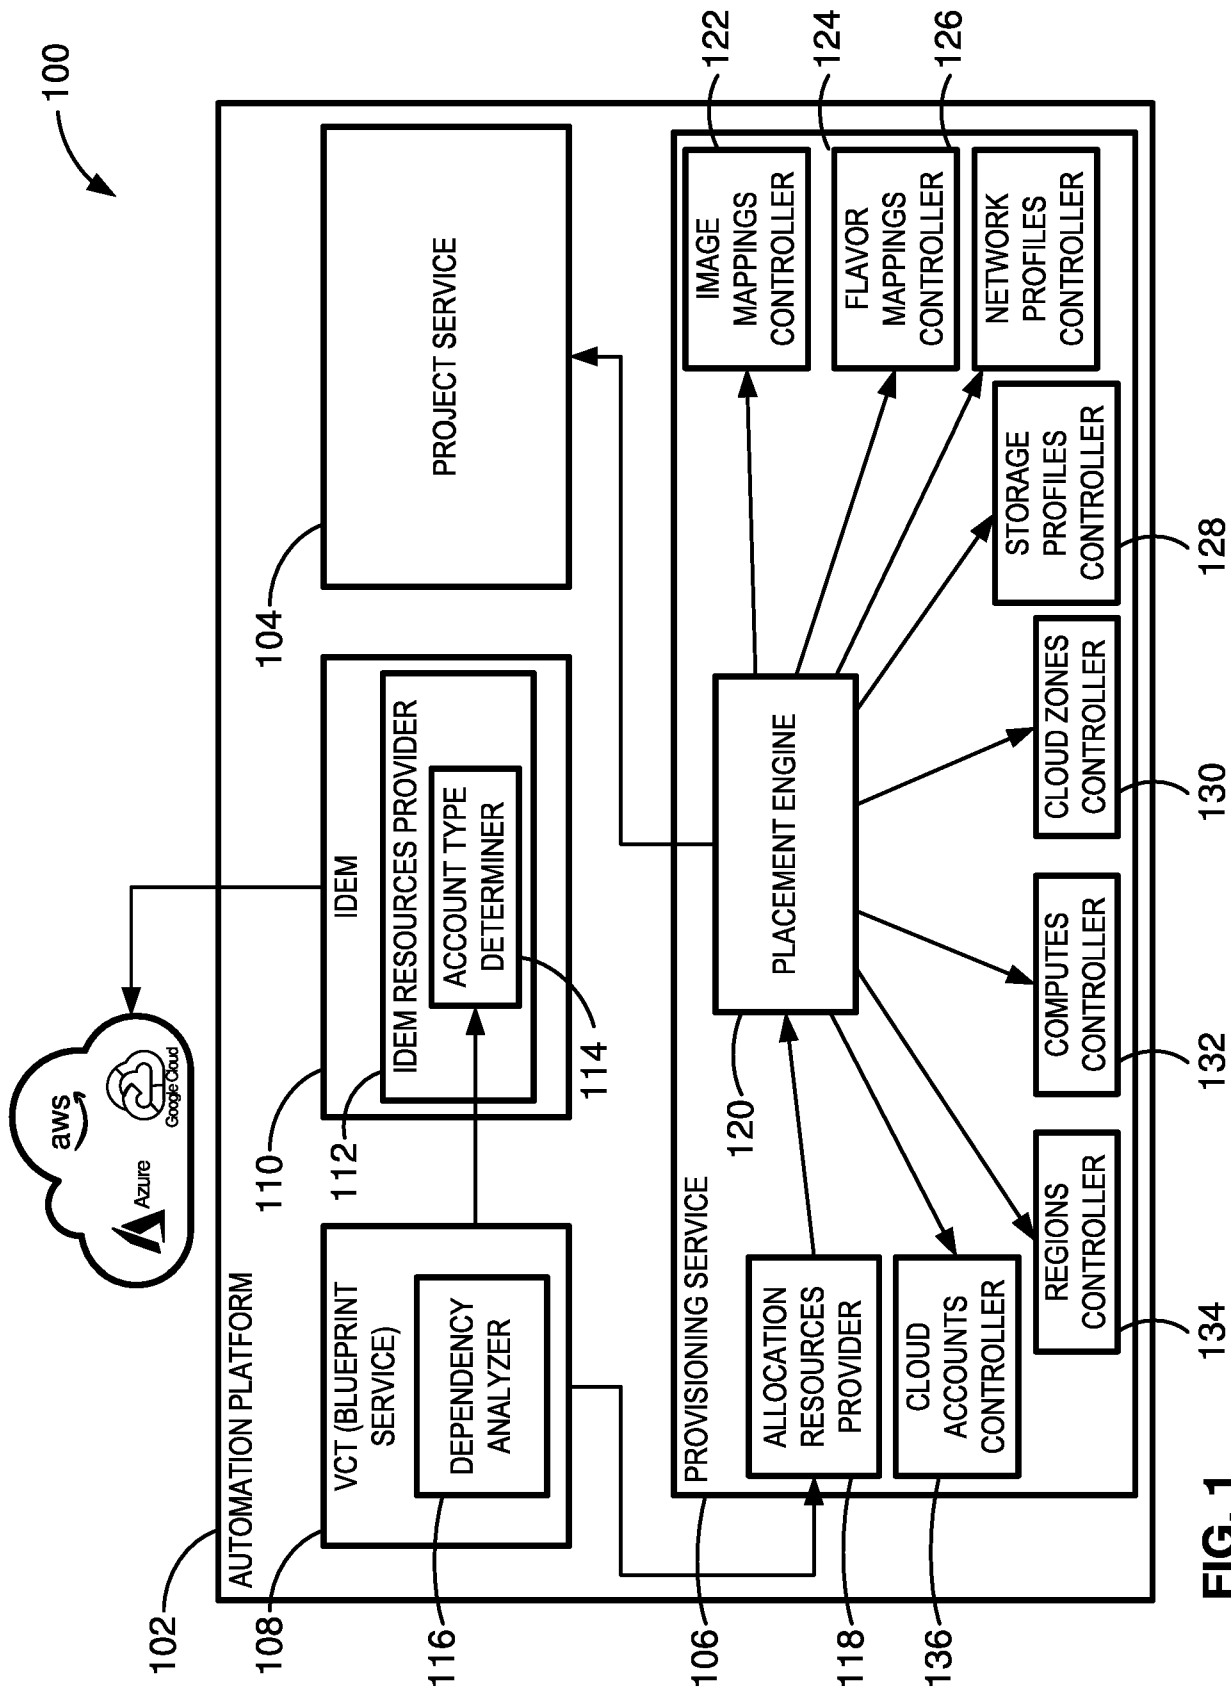 100
aws
Azure
Google Cloud
102
AUTOMATION PLATFORM
108
VCT (BLUEPRINT
SERVICE)
116
DEPENDENCY
ANALYZER
110
IDEM
112
IDEM RESOURCES PROVIDER
114
ACCOUNT TYPE
DETERMINER
104
PROJECT SERVICE
106
PROVISIONING SERVICE
118
ALLOCATION
RESOURCES
PROVIDER
120
PLACEMENT ENGINE
122
IMAGE
MAPPINGS
CONTROLLER
124
FLAVOR
MAPPINGS
CONTROLLER
126
NETWORK
PROFILES
CONTROLLER
136
CLOUD
ACCOUNTS
CONTROLLER
134
REGIONS
CONTROLLER
132
COMPUTES
CONTROLLER
130
CLOUD ZONES
CONTROLLER
128
STORAGE
PROFILES
CONTROLLER
FIG. 1